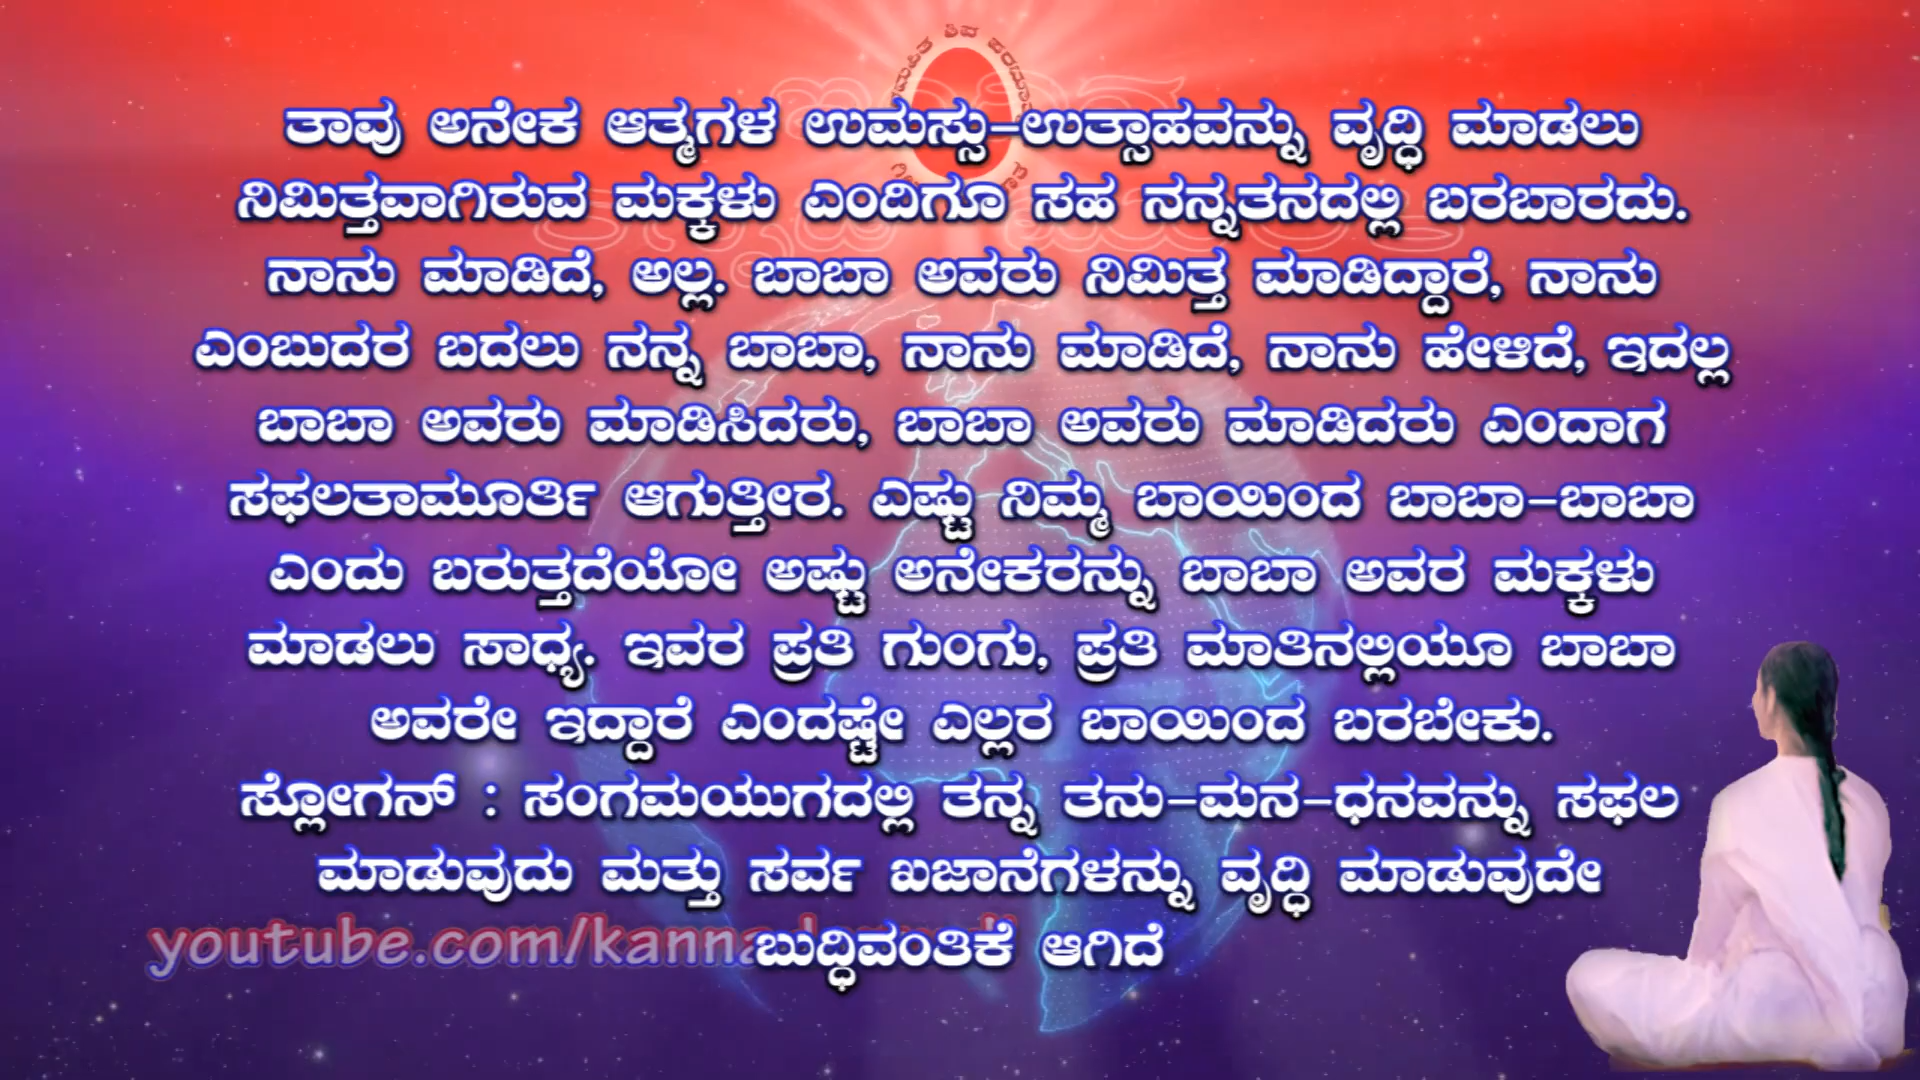 ಶಿವ
ತಾವು ಅನೇಕ ಆತ್ಮಗಳ ಉಮಸ್ಸು-ಉತ್ಸಾಹವನ್ನು ವೃದ್ಧಿ ಮಾಡಲು
ನಿಮಿತ್ತವಾಗಿರುವ ಮಕ್ಕಳು ಎಂದಿಗೂ ಸಹ ನನ್ನತನದಲ್ಲಿ ಬರಬಾರದು.
ನಾನು ಮಾಡಿದೆ, ಅಲ್ಲ. ಬಾಬಾ ಅವರು ನಿಮಿತ್ತ ಮಾಡಿದ್ದಾರೆ, ನಾನು
ಎಂಬುದರ ಬದಲು ನನ್ನ ಬಾಬಾ, ನಾನು ಮಾಡಿದೆ, ನಾನು ಹೇಳಿದೆ, ಇದಲ್ಲ
ಬಾಬಾ ಅವರು ಮಾಡಿಸಿದರು, ಬಾಬಾ ಅವರು ಮಾಡಿದರು ಎಂದಾಗ
ಸಫಲತಾಮೂರ್ತಿ ಆಗುತ್ತೀರ. ಎಷ್ಟು ನಿಮ್ಮ ಬಾಯಿಂದ ಬಾಬಾ-ಬಾಬಾ
ಎಂದು ಬರುತ್ತದೆಯೋ ಅಷ್ಟು ಅನೇಕರನ್ನು ಬಾಬಾ ಅವರ ಮಕ್ಕಳು
ಮಾಡಲು ಸಾಧ್ಯ. ಇವರ ಪ್ರತಿ ಗುಂಗು, ಪ್ರತಿ ಮಾತಿನಲ್ಲಿಯೂ ಬಾಬಾ
ಅವರೇ ಇದ್ದಾರೆ ಎಂದಷ್ಟೇ ಎಲ್ಲರ ಬಾಯಿಂದ ಬರಬೇಕು.
ಸ್ಲೋಗನ್ : ಸಂಗಮಯುಗದಲ್ಲಿ ತನ್ನ ತನು-ಮನ-ಧನವನ್ನು ಸಫಲ
ಮಾಡುವುದು ಮತ್ತು ಸರ್ವ ಖಜಾನೆಗಳನ್ನು ವೃದ್ಧಿ ಮಾಡುವುದೇ
ಬುದ್ಧಿವಂತಿಕೆ ಆಗಿದೆ